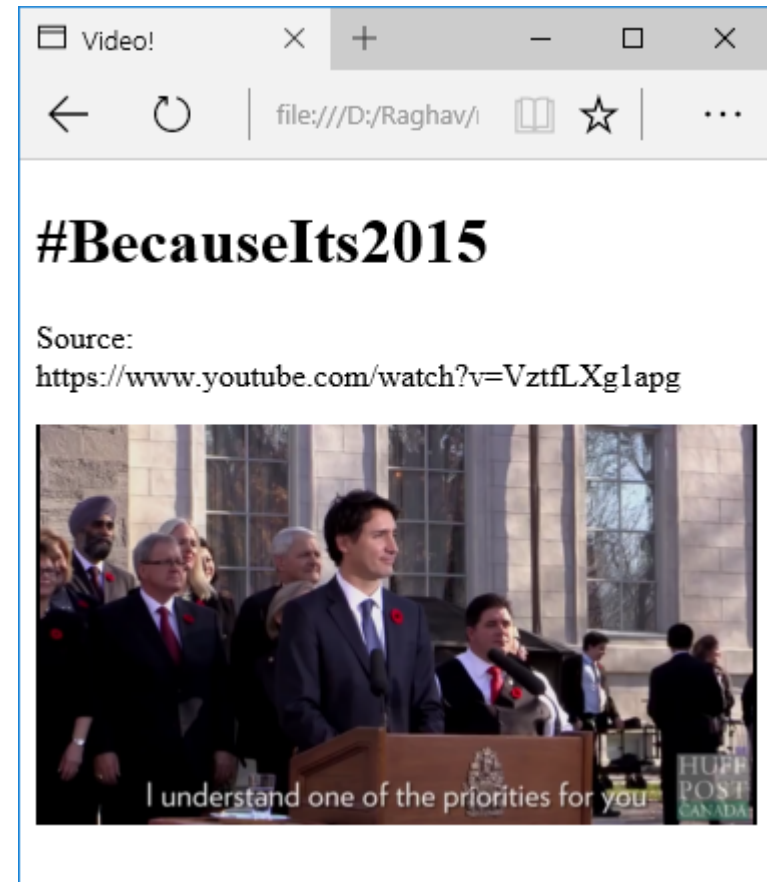 Video!
file:///D:/Raghav/
#BecauseIts2015
Source:
https://www.youtube.com/watch?v=VztfLXg1apg
I understand one of the priorities for you
HUFF
POST
CANADA